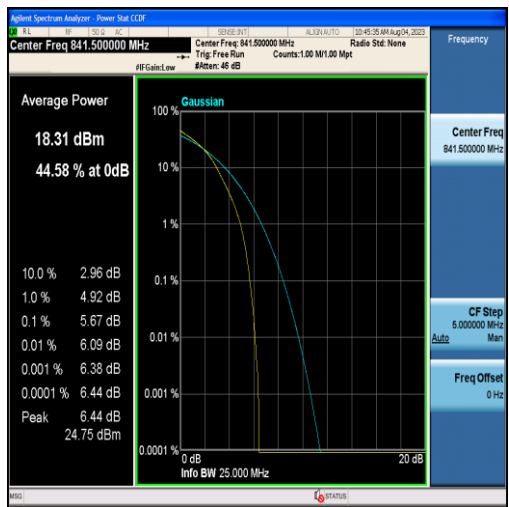 Agilent Spectrum Analyzer - Power Stat CCDF
RL RF 50 Ω AC SENSE:INT ALIGN AUTO 10:45:35 AM Aug 04, 2023
Center Freq 841.500000 MHz
Center Freq: 841.500000 MHz Radio Std: None
Trig: Free Run Counts:1.00 M/1.00 Mpt
#IFGain:Low #Atten: 46 dB
Frequency
Average Power
18.31 dBm
44.58 % at 0dB
10.0 % 2.96 dB
1.0 % 4.92 dB
0.1 % 5.67 dB
0.01 % 6.09 dB
0.001 % 6.38 dB
0.0001 % 6.44 dB
Peak 6.44 dB
24.75 dBm
Gaussian
100 %
10 %
1 %
0.1 %
0.01 %
0.001 %
0.0001 %
0 dB 20 dB
Info BW 25.000 MHz
Center Freq
841.500000 MHz
CF Step
5.000000 MHz
Auto Man
Freq Offset
0 Hz
MSG STATUS